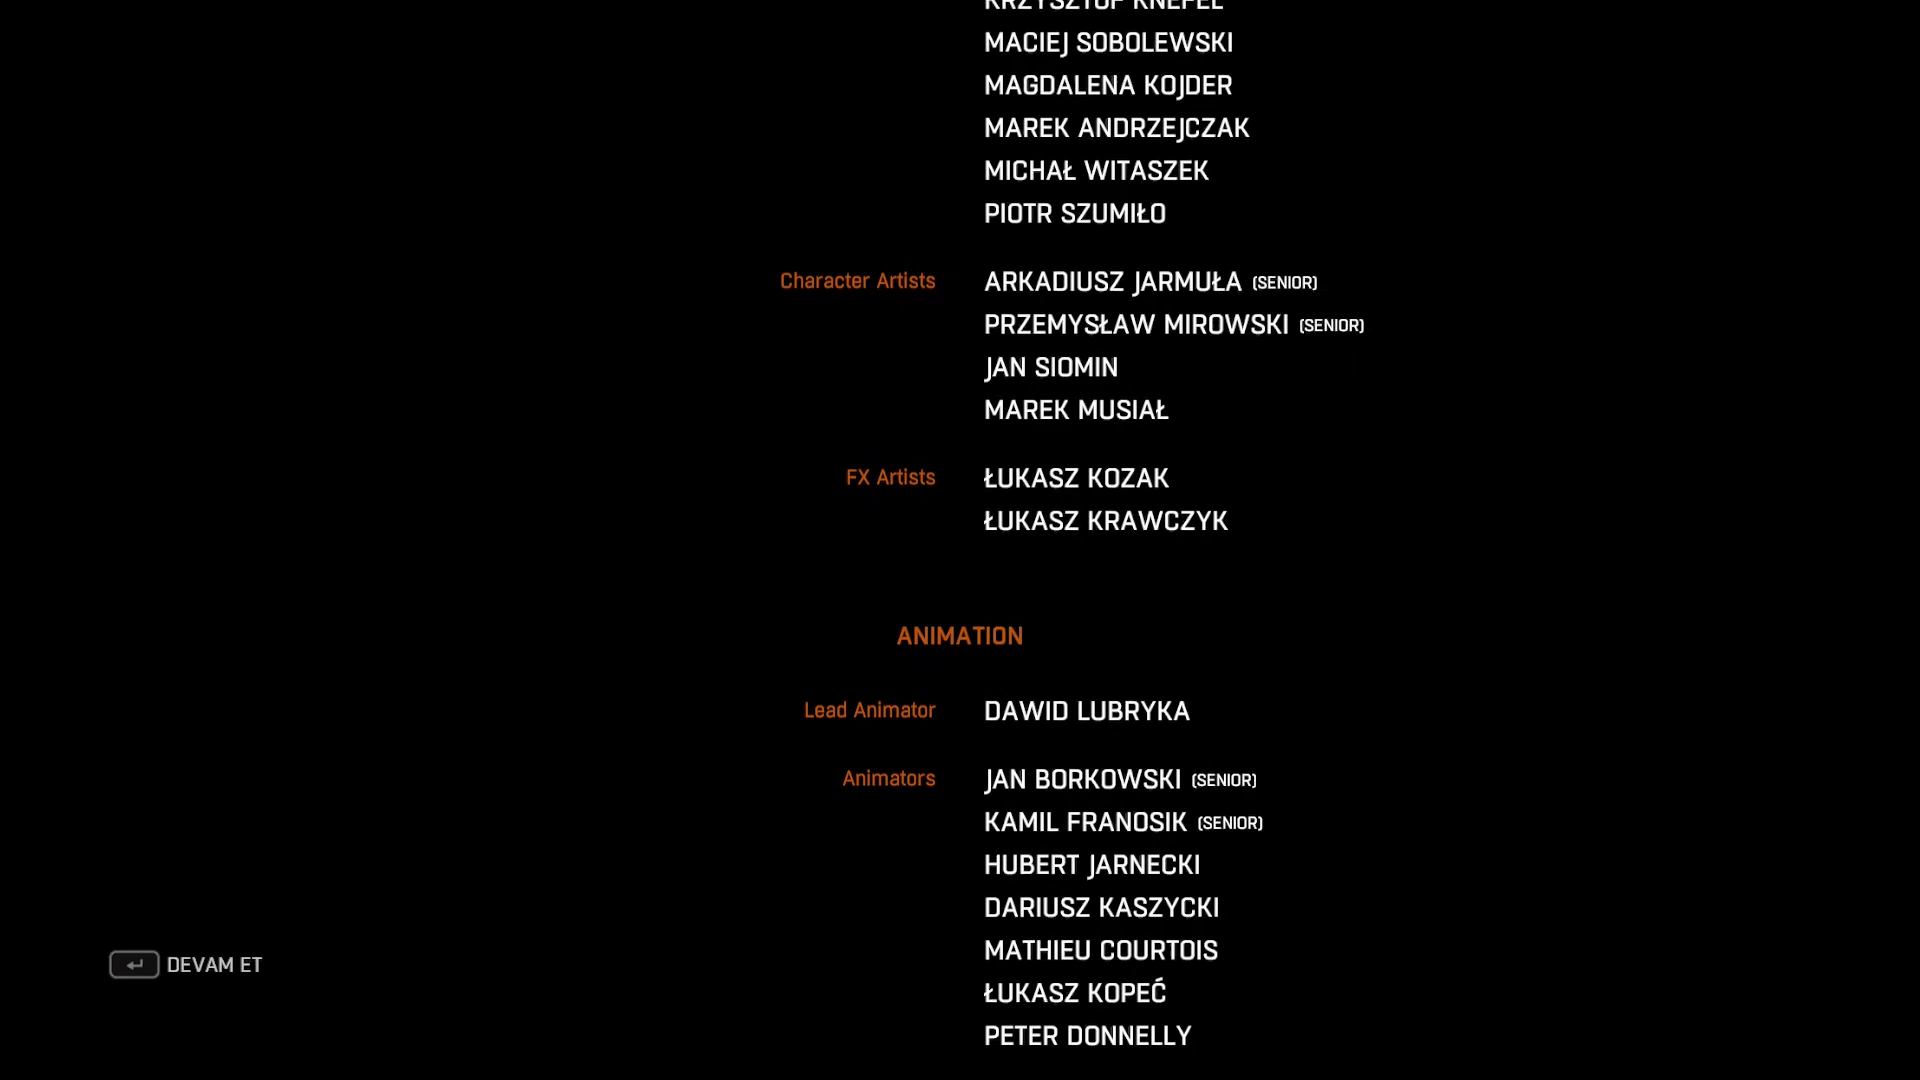 KRZYSZTOF KNEFEL
MACIEJ SOBOLEWSKI
MAGDALENA KOJDER
MAREK ANDRZEJCZAK
MICHAŁ WITASZEK
PIOTR SZUMIŁO
Character Artists ARKADIUSZ JARMUŁA (SENIOR)
PRZEMYSŁAW MIROWSKI (SENIOR)
JAN SIOMIN
MAREK MUSIAŁ
FX Artists ŁUKASZ KOZAK
ŁUKASZ KRAWCZYK
ANIMATION
Lead Animator DAWID LUBRYKA
Animators JAN BORKOWSKI (SENIOR)
KAMIL FRANOSIK (SENIOR)
HUBERT JARNECKI
DARIUSZ KASZYCKI
MATHIEU COURTOIS
DEVAM ET
ŁUKASZ KOPEĆ
PETER DONNELLY